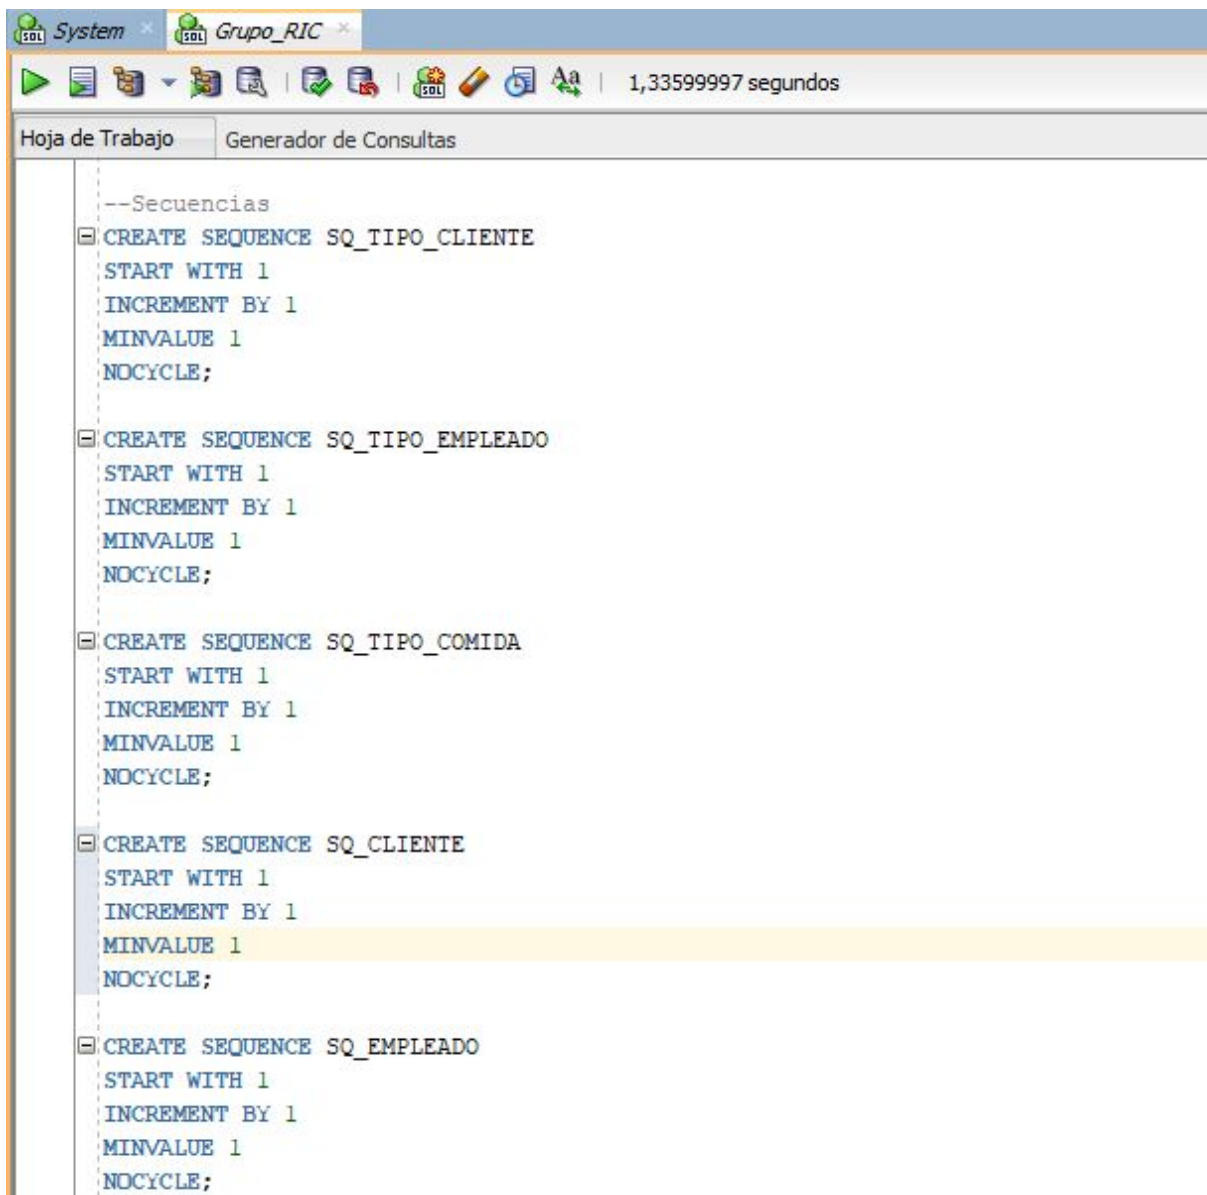 System Grupo_RIC
1,33599997 segundos
Hoja de Trabajo Generador de Consultas
--Secuencias
CREATE SEQUENCE SQ_TIPO_CLIENTE
START WITH 1
INCREMENT BY 1
MINVALUE 1
NOCYCLE;
CREATE SEQUENCE SQ_TIPO_EMPLEADO
START WITH 1
INCREMENT BY 1
MINVALUE 1
NOCYCLE;
CREATE SEQUENCE SQ_TIPO_COMIDA
START WITH 1
INCREMENT BY 1
MINVALUE 1
NOCYCLE;
CREATE SEQUENCE SQ_CLIENTE
START WITH 1
INCREMENT BY 1
MINVALUE 1
NOCYCLE;
CREATE SEQUENCE SQ_EMPLEADO
START WITH 1
INCREMENT BY 1
MINVALUE 1
NOCYCLE;